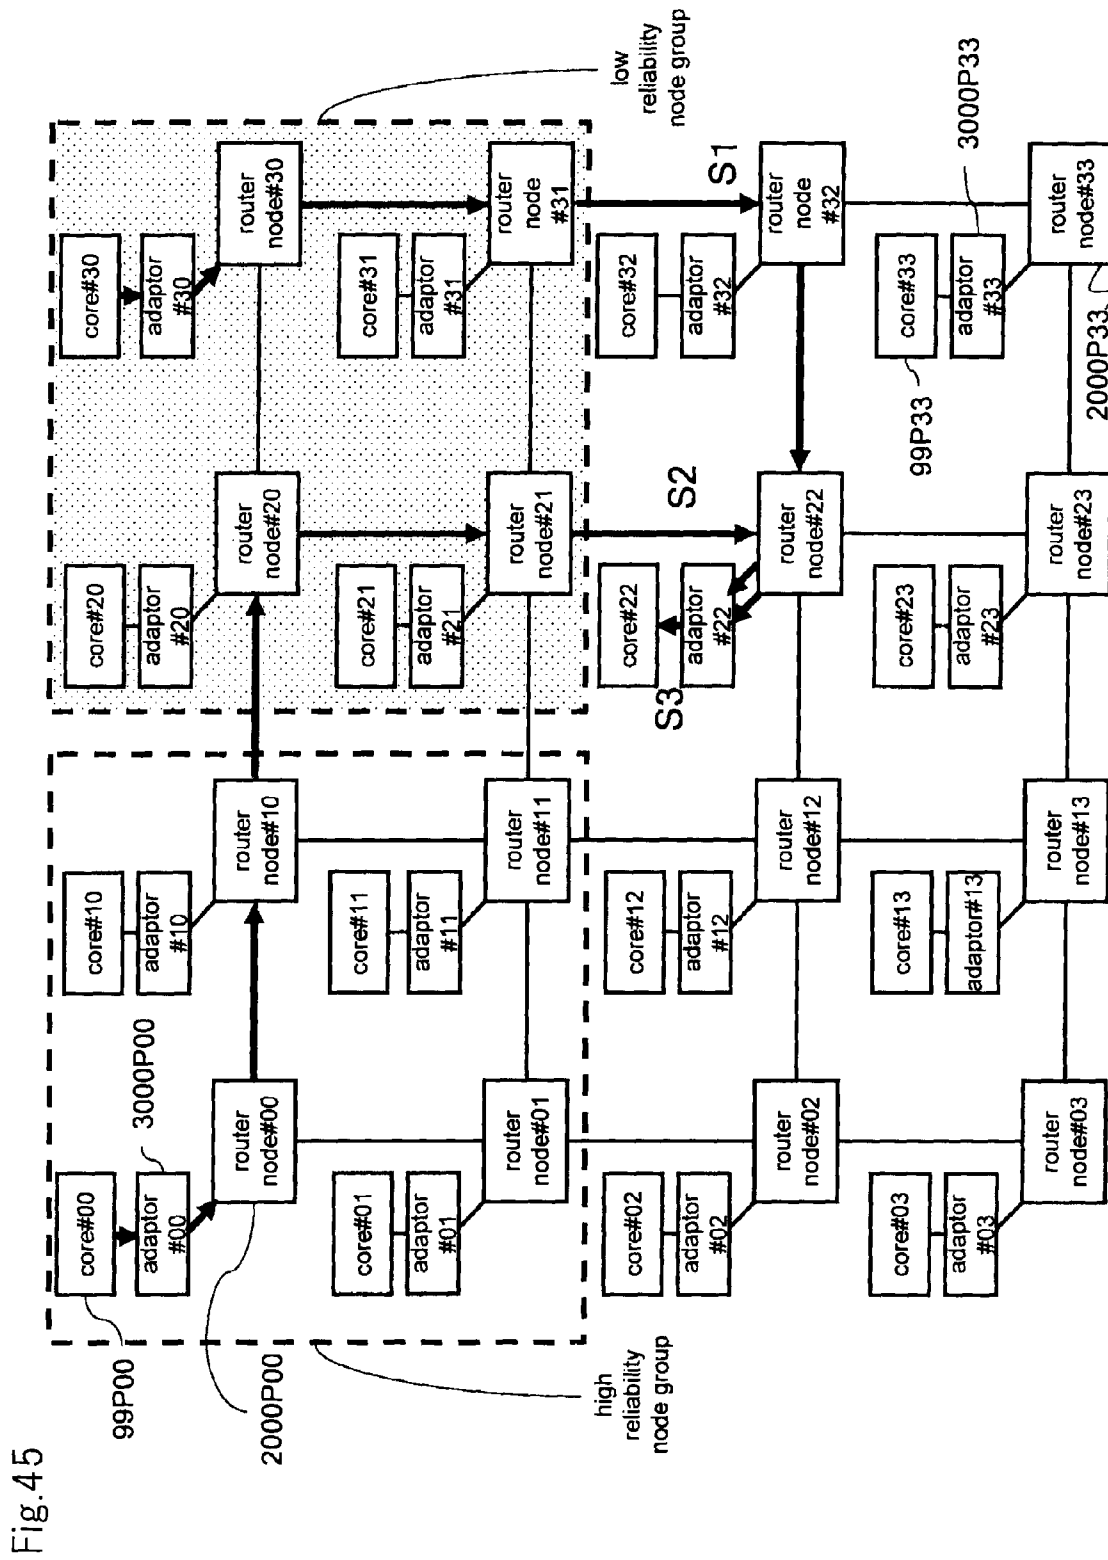 Fig.45
99P00
3000P00
2000P00
core#00
core#10
core#20
core#30
adaptor
#00
adaptor
#10
adaptor
#20
adaptor
#30
router
node#00
router
node#10
router
node#20
router
node#30
core#01
core#11
core#21
core#31
adaptor
#01
adaptor
#11
adaptor
#21
adaptor
#31
router
node#01
router
node#11
router
node#21
router
node
#31
high
reliability
node group
low
reliability
node group
S3
S2
S1
core#02
core#12
core#22
core#32
adaptor
#02
adaptor
#12
adaptor
#22
adaptor
#32
router
node#02
router
node#12
router
node#22
router
node
#32
core#03
core#13
core#23
core#33
99P33
3000P33
adaptor
#03
adaptor#13
adaptor
#23
adaptor
#33
router
node#03
router
node#13
router
node#23
router
node#33
2000P33